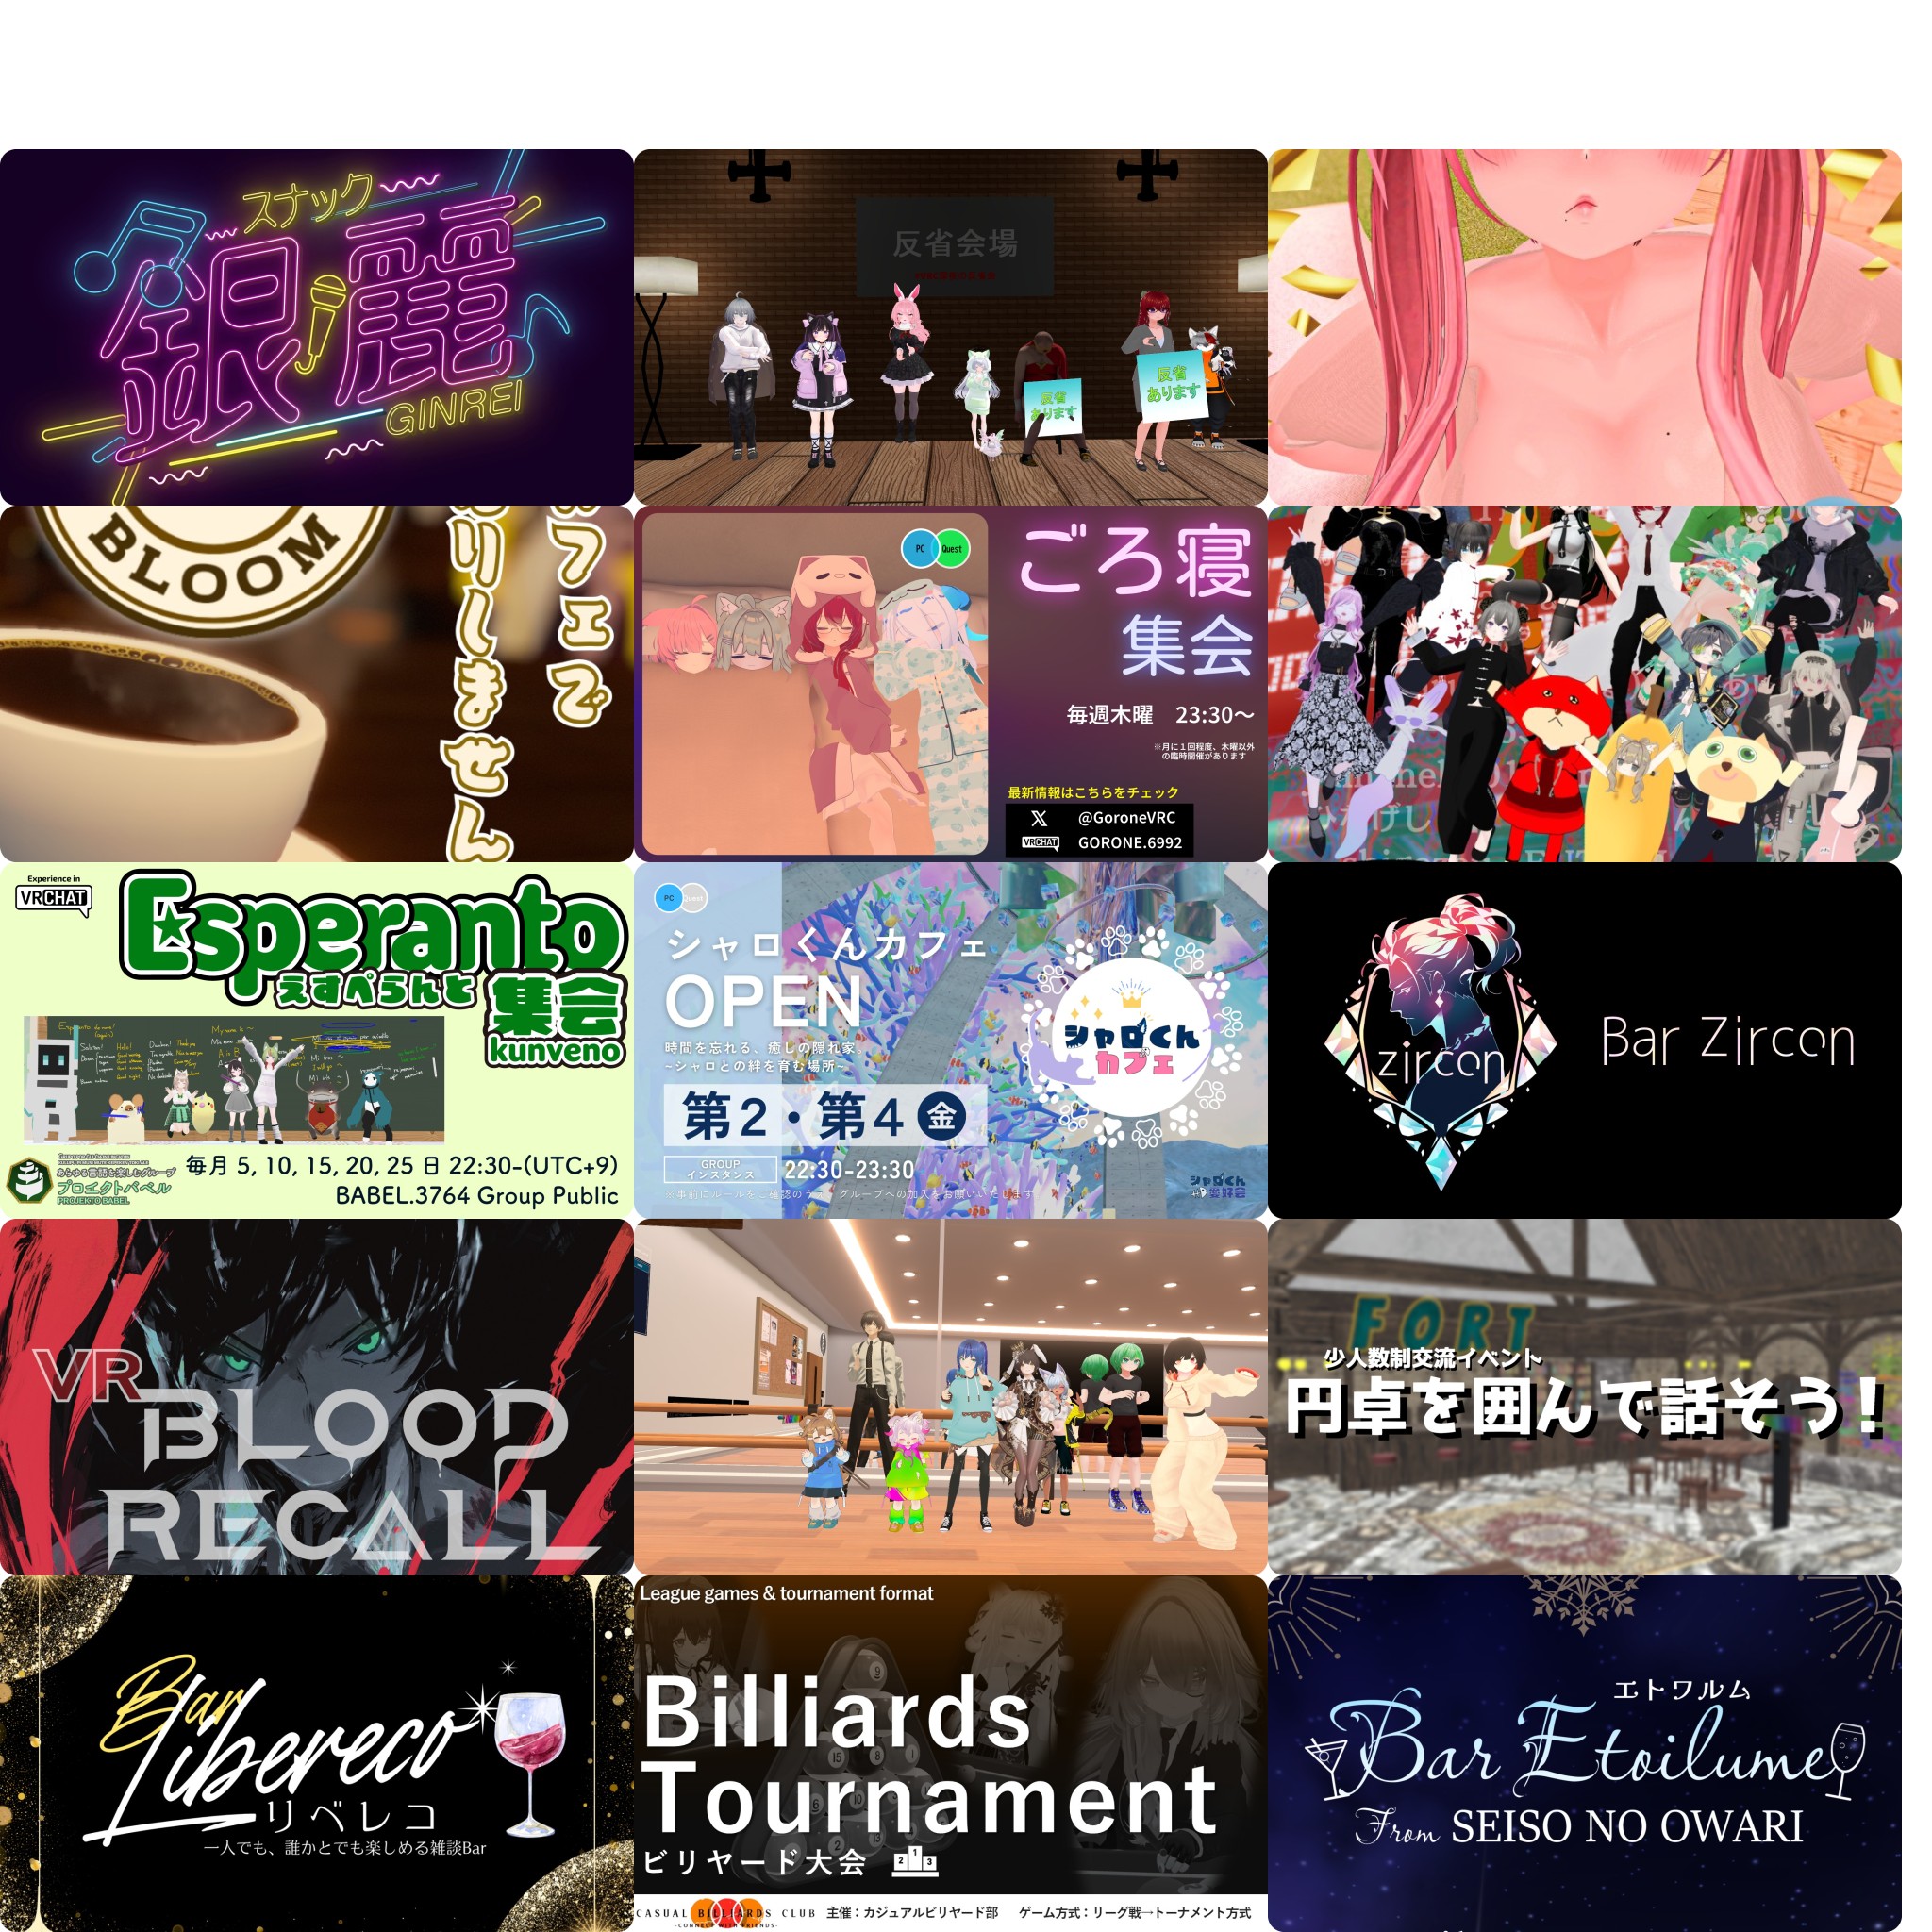 スナック
銀麗
GINREI
反省会場
反省
あります
反省
あります
BLOOM
フェで
りしません
PC Quest
ごろ寝
集会
毎週木曜 23:30～
※月に1回程度、木曜以外
の臨時開催があります
最新情報はこちらをチェック
X @GoroneVRC
VRCHAT GORONE.6992
Experience in
VRCHAT
Esperanto
えすぺらんと
集会
kunveno
あらゆる言語を楽しむグループ
プロエクトバベル
PROJEKTO BABEL
毎月 5, 10, 15, 20, 25 日 22:30-(UTC+9)
BABEL.3764 Group Public
PC Quest
シャロくんカフェ
OPEN
時間を忘れる、癒しの隠れ家。
~シャロとの絆を育む場所~
第2・第4 金
GROUP
インスタンス
22:30-23:30
※事前にルールをご確認のうえ、グループへの加入をお願いいたします。
シャロくん
カフェ
シャロくん
愛好会
zircon
Bar Zircon
VR
BLOOD
RECALL
FORT
少人数制交流イベント
円卓を囲んで話そう！
Bar
Libereco
リベレコ
一人でも、誰かとでも楽しめる雑談Bar
League games & tournament format
Billiards
Tournament
ビリヤード大会
CASUAL BILLIARDS CLUB
-CONNECT WITH FRIENDS-
主催：カジュアルビリヤード部 ゲーム方式：リーグ戦→トーナメント方式
エトワルム
Bar Etoilume
From SEISO NO OWARI